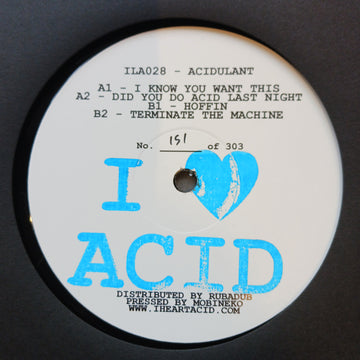 ILA028 - ACIDULANT
A1 - I KNOW YOU WANT THIS
A2 - DID YOU DO ACID LAST NIGHT
B1 - HOFFIN
B2 - TERMINATE THE MACHINE
No. 151 of 303
I
ACID
DISTRIBUTED BY RUBADUB
PRESSED BY MOBINEKO
WWW.IHEARTACID.COM